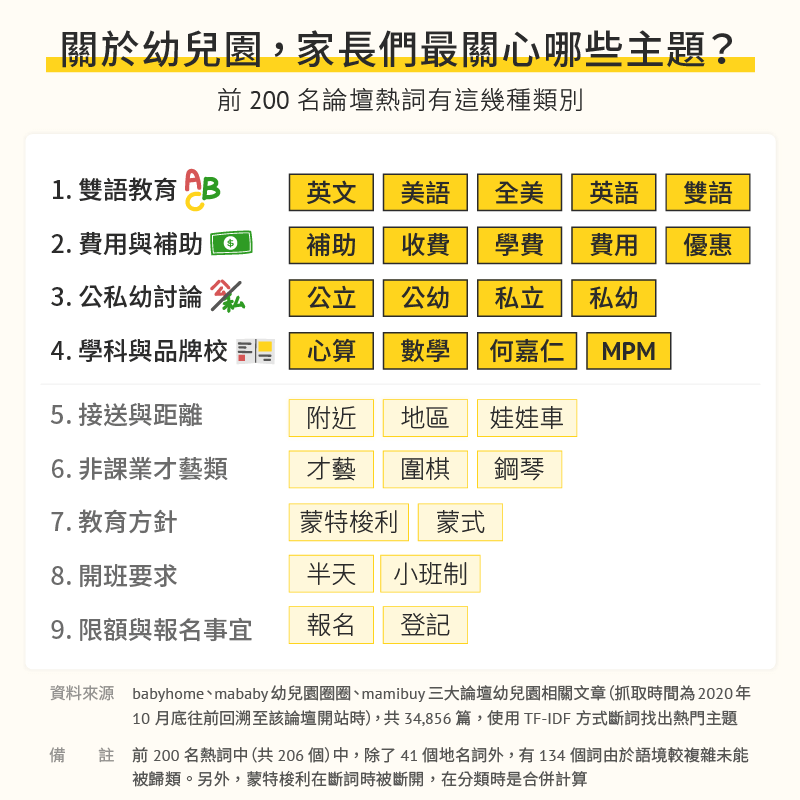 關於幼兒園，家長們最關心哪些主題？
前 200 名論壇熱詞有這幾種類別
1. 雙語教育 ABC 英文 美語 全美 英語 雙語
2. 費用與補助 $ 補助 收費 學費 費用 優惠
3. 公私幼討論 公/私 公立 公幼 私立 私幼
4. 學科與品牌校 心算 數學 何嘉仁 MPM
5. 接送與距離 附近 地區 娃娃車
6. 非課業才藝類 才藝 圍棋 鋼琴
7. 教育方針 蒙特梭利 蒙式
8. 開班要求 半天 小班制
9. 限額與報名事宜 報名 登記
資料來源 babyhome、mababy 幼兒園圈圈、mamibuy 三大論壇幼兒園相關文章（抓取時間為 2020 年
10 月底往前回溯至該論壇開站時），共 34,856 篇，使用 TF-IDF 方式斷詞找出熱門主題
備 註 前 200 名熱詞中（共 206 個）中，除了 41 個地名詞外，有 134 個詞由於語境較複雜未能
被歸類。另外，蒙特梭利在斷詞時被斷開，在分類時是合併計算